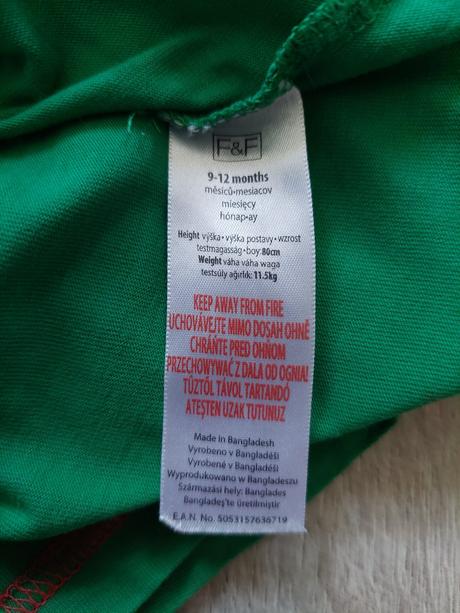 F&F
9-12 months
měsíců•mesiacov
miesięcy
hónap•ay
Height výška•výška postavy•wzrost
testmagasság•boy:80cm
Weight váha váha waga
testsúly ağırlık:11.5kg
KEEP AWAY FROM FIRE
UCHOVÁVEJTE MIMO DOSAH OHNĚ
CHRÁŇTE PRED OHŇOM
PRZECHOWYWAĆ Z DALA OD OGNIA!
TŰZTŐL TÁVOL TARTANDÓ
ATEŞTEN UZAK TUTUNUZ
Made in Bangladesh
Vyrobeno v Bangladéši
Vyrobené v Bangladéši
Wyprodukowano w Bangladeszu
Származási hely: Banglades
Bangladeş'te üretilmiştir
E.A.N. No. 5053157636719